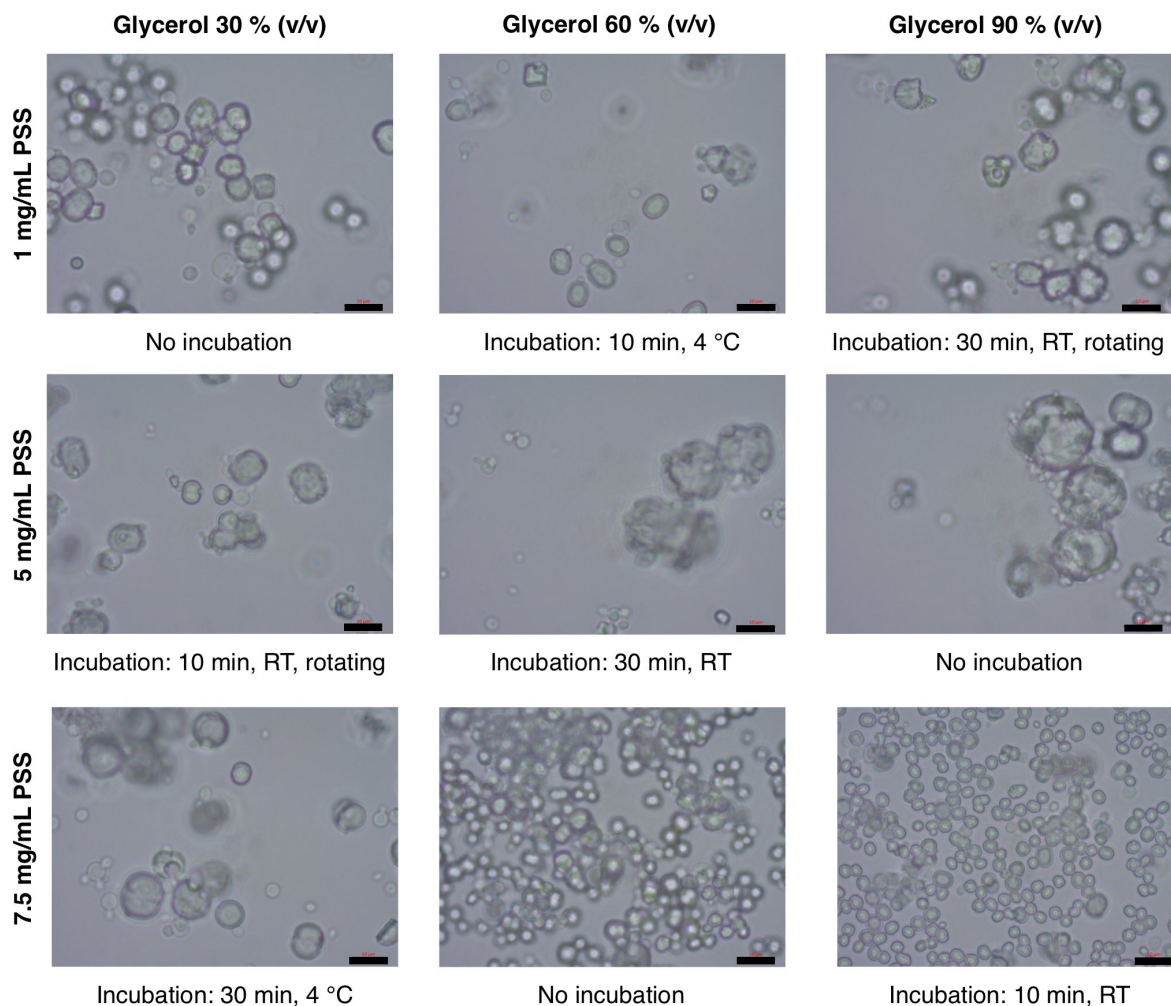 Glycerol 30 % (v/v)
Glycerol 60 % (v/v)
Glycerol 90 % (v/v)
1 mg/mL PSS
No incubation
Incubation: 10 min, 4 °C
Incubation: 30 min, RT, rotating
5 mg/mL PSS
Incubation: 10 min, RT, rotating
Incubation: 30 min, RT
No incubation
7.5 mg/mL PSS
Incubation: 30 min, 4 °C
No incubation
Incubation: 10 min, RT